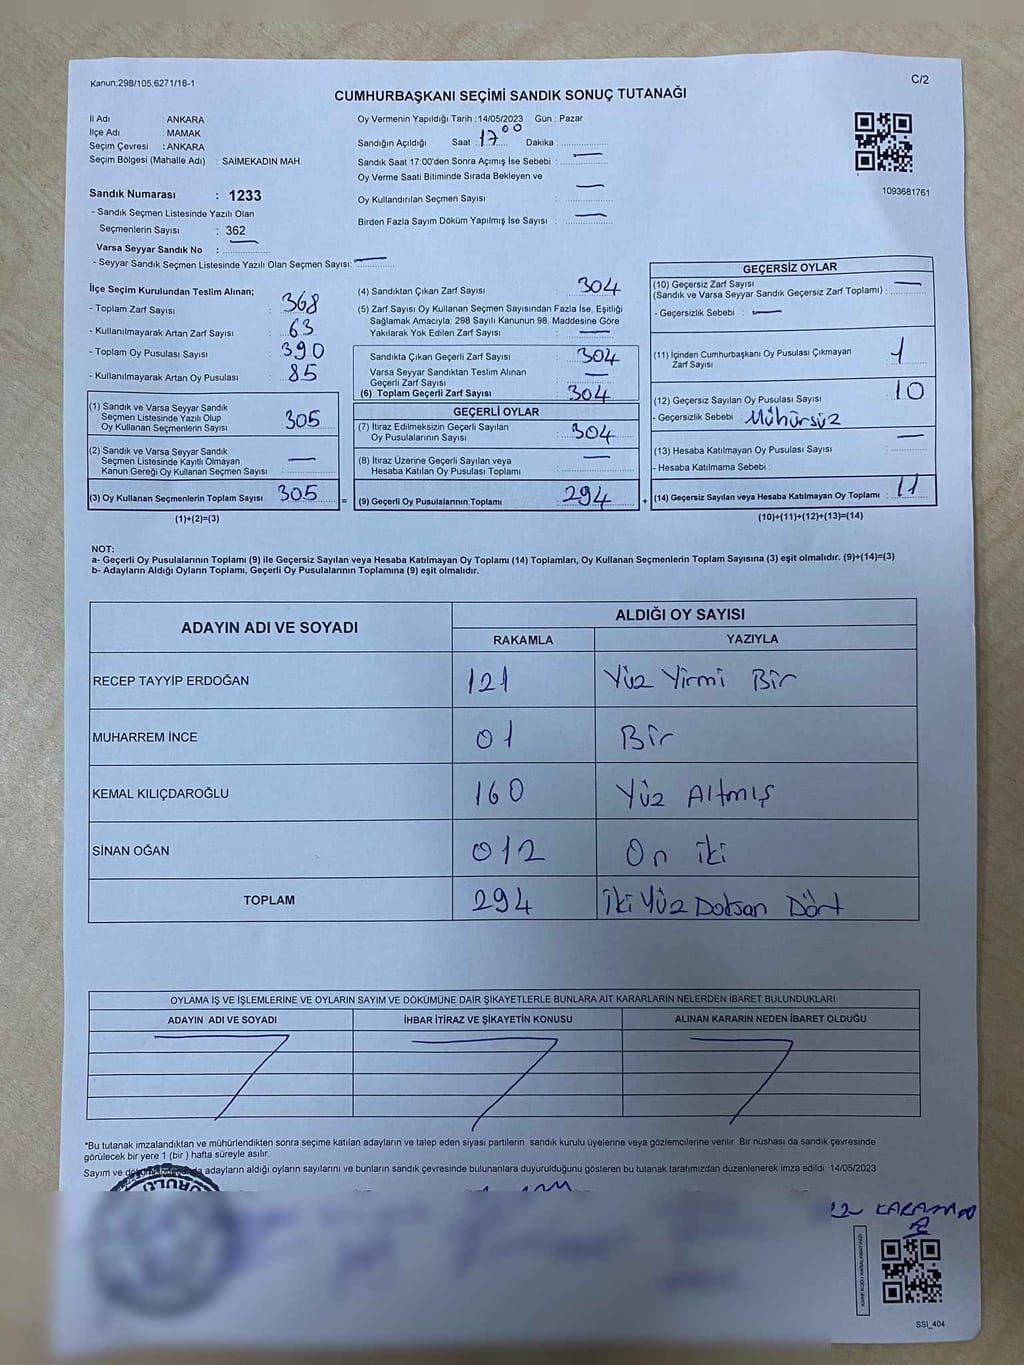 Kanun:298/105;6271/18-1
C/2
CUMHURBAŞKANI SEÇİMİ SANDIK SONUÇ TUTANAĞI
İl Adı : ANKARA
İlçe Adı : MAMAK
Seçim Çevresi : ANKARA
Seçim Bölgesi (Mahalle Adı) : SAİMEKADIN MAH.
Sandık Numarası : 1233
- Sandık Seçmen Listesinde Yazılı Olan
Seçmenlerin Sayısı : 362
Varsa Seyyar Sandık No : —
- Seyyar Sandık Seçmen Listesinde Yazılı Olan Seçmen Sayısı: —
Oy Vermenin Yapıldığı Tarih :14/05/2023 Gün : Pazar
Sandığın Açıldığı Saat : 17.00 Dakika :
Sandık Saat 17:00'den Sonra Açımış İse Sebebi : —
Oy Verme Saati Bitiminde Sırada Bekleyen ve —
Oy Kullandırılan Seçmen Sayısı :
Birden Fazla Sayım Döküm Yapılmış İse Sayısı : —
1093681761
İlçe Seçim Kurulundan Teslim Alınan;
- Toplam Zarf Sayısı : 368
- Kullanılmayarak Artan Zarf Sayısı : 63
- Toplam Oy Pusulası Sayısı : 390
- Kullanılmayarak Artan Oy Pusulası : 85
(1) Sandık ve Varsa Seyyar Sandık
Seçmen Listesinde Yazılı Olup
Oy Kullanan Seçmenlerin Sayısı : 305
(2) Sandık ve Varsa Seyyar Sandık
Seçmen Listesinde Kayıtlı Olmayan
Kanun Gereği Oy Kullanan Seçmen Sayısı : —
(3) Oy Kullanan Seçmenlerin Toplam Sayısı : 305 =
(1)+(2)=(3)
(4) Sandıktan Çıkan Zarf Sayısı : 304
(5) Zarf Sayısı Oy Kullanan Seçmen Sayısından Fazla İse, Eşitliği
Sağlamak Amacıyla; 298 Sayılı Kanunun 98. Maddesine Göre
Yakılarak Yok Edilen Zarf Sayısı : —
Sandıkta Çıkan Geçerli Zarf Sayısı : 304
Varsa Seyyar Sandıktan Teslim Alınan
Geçerli Zarf Sayısı : —
(6) Toplam Geçerli Zarf Sayısı : 304
GEÇERLİ OYLAR
(7) İtiraz Edilmeksizin Geçerli Sayılan
Oy Pusulalarının Sayısı : 304
(8) İtiraz Üzerine Geçerli Sayılan veya
Hesaba Katılan Oy Pusulası Toplamı : —
(9) Geçerli Oy Pusulalarının Toplamı : 294 +
GEÇERSİZ OYLAR
(10) Geçersiz Zarf Sayısı
(Sandık ve Varsa Seyyar Sandık Geçersiz Zarf Toplamı) : —
- Geçersizlik Sebebi : —
(11) İçinden Cumhurbaşkanı Oy Pusulası Çıkmayan
Zarf Sayısı : 1
(12) Geçersiz Sayılan Oy Pusulası Sayısı : 10
- Geçersizlik Sebebi : Mühürsüz
(13) Hesaba Katılmayan Oy Pusulası Sayısı : —
- Hesaba Katılmama Sebebi :
(14) Geçersiz Sayılan veya Hesaba Katılmayan Oy Toplamı : 11
(10)+(11)+(12)+(13)=(14)
NOT:
a- Geçerli Oy Pusulalarının Toplamı (9) ile Geçersiz Sayılan veya Hesaba Katılmayan Oy Toplamı (14) Toplamları, Oy Kullanan Seçmenlerin Toplam Sayısına (3) eşit olmalıdır. (9)+(14)=(3)
b- Adayların Aldığı Oyların Toplamı, Geçerli Oy Pusulalarının Toplamına (9) eşit olmalıdır.
ADAYIN ADI VE SOYADI
ALDIĞI OY SAYISI
RAKAMLA YAZIYLA
RECEP TAYYİP ERDOĞAN 121 Yüz Yirmi Bir
MUHARREM İNCE 01 Bir
KEMAL KILIÇDAROĞLU 160 Yüz Altmış
SİNAN OĞAN 012 On iki
TOPLAM 294 iki Yüz Doksan Dört
OYLAMA İŞ VE İŞLEMLERİNE VE OYLARIN SAYIM VE DÖKÜMÜNE DAİR ŞİKAYETLERLE BUNLARA AİT KARARLARIN NELERDEN İBARET BULUNDUKLARI
ADAYIN ADI VE SOYADI İHBAR İTİRAZ VE ŞİKAYETİN KONUSU ALINAN KARARIN NEDEN İBARET OLDUĞU
*Bu tutanak imzalandıktan ve mühürlendikten sonra seçime katılan adayların ve talep eden siyasi partilerin sandık kurulu üyelerine veya gözlemcilerine verilir. Bir nüshası da sandık çevresinde
görülecek bir yere 1 (bir ) hafta süreyle asılır.
Sayım ve adayların aldığı oyların sayılarını ve bunların sandık çevresinde bulunanlara duyurulduğunu gösteren bu tutanak tarafımızdan düzenlenerek imza edildi. 14/05/2023
SSİ_404